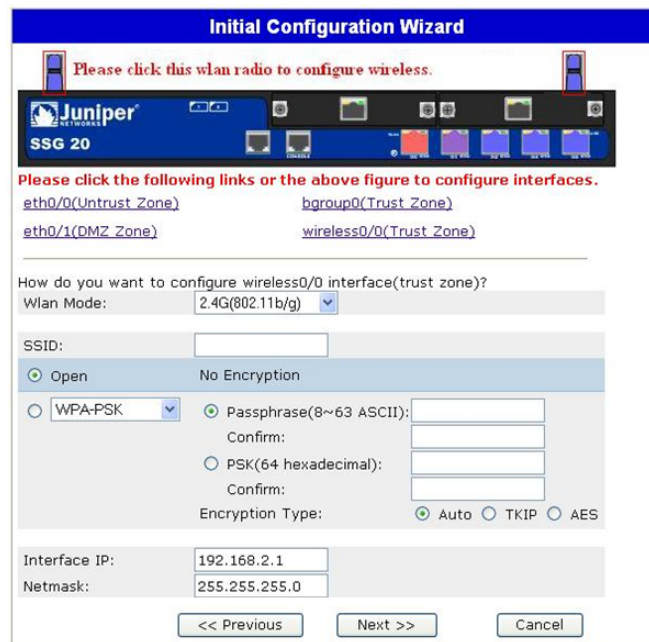 Initial Configuration Wizard
Please click this wlan radio to configure wireless.
Juniper
NETWORKS
SSG 20
CONSOLE
Please click the following links or the above figure to configure interfaces.
eth0/0(Untrust Zone) bgroup0(Trust Zone)
eth0/1(DMZ Zone) wireless0/0(Trust Zone)
How do you want to configure wireless0/0 interface(trust zone)?
Wlan Mode: 2.4G(802.11b/g)
SSID:
Open No Encryption
WPA-PSK Passphrase(8~63 ASCII):
Confirm:
PSK(64 hexadecimal):
Confirm:
Encryption Type: Auto TKIP AES
Interface IP: 192.168.2.1
Netmask: 255.255.255.0
<< Previous Next >> Cancel